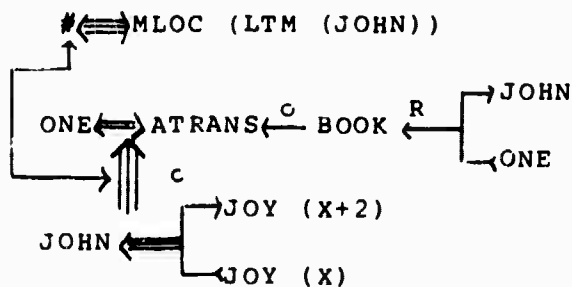 # MLOC (LTM (JOHN))
JOHN
ONE ATRANS O BOOK R
ONE
C
JOY (X+2)
JOHN
JOY (X)